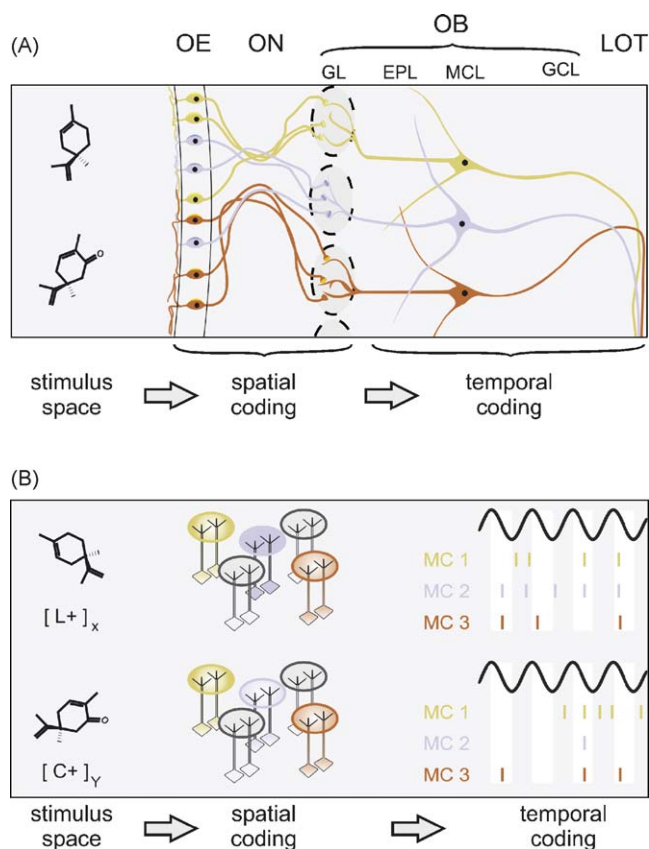 (A)
OE ON OB LOT
GL EPL MCL GCL
O
stimulus space
spatial coding
temporal coding
(B)
[ L+ ]x
MC 1
MC 2
MC 3
O
[ C+ ]Y
MC 1
MC 2
MC 3
stimulus space
spatial coding
temporal coding